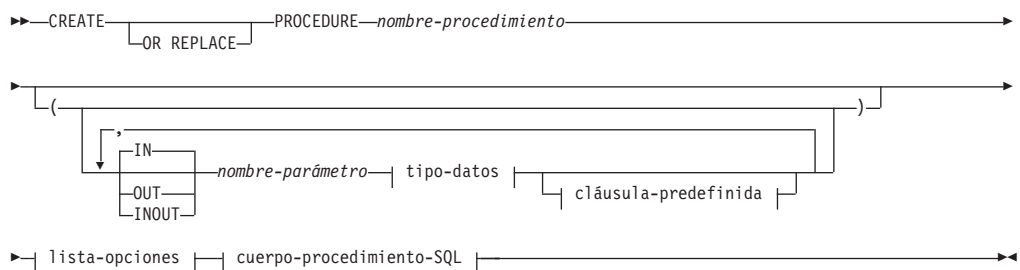 CREATE OR REPLACE PROCEDURE nombre-procedimiento
(
,
IN
OUT
INOUT
nombre-parámetro tipo-datos
cláusula-predefinida
)
lista-opciones cuerpo-procedimiento-SQL